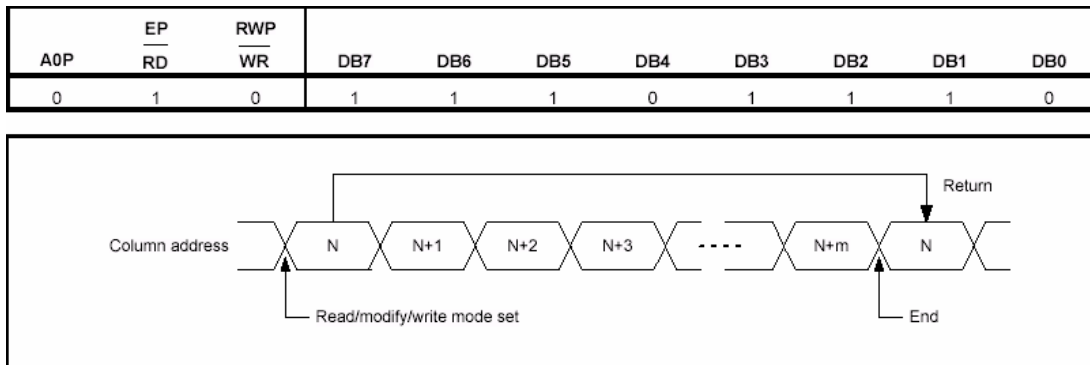 EP RWP
A0P RD WR DB7 DB6 DB5 DB4 DB3 DB2 DB1 DB0
0 1 0 1 1 1 0 1 1 1 0
Return
Column address N N+1 N+2 N+3 N+m N
Read/modify/write mode set End